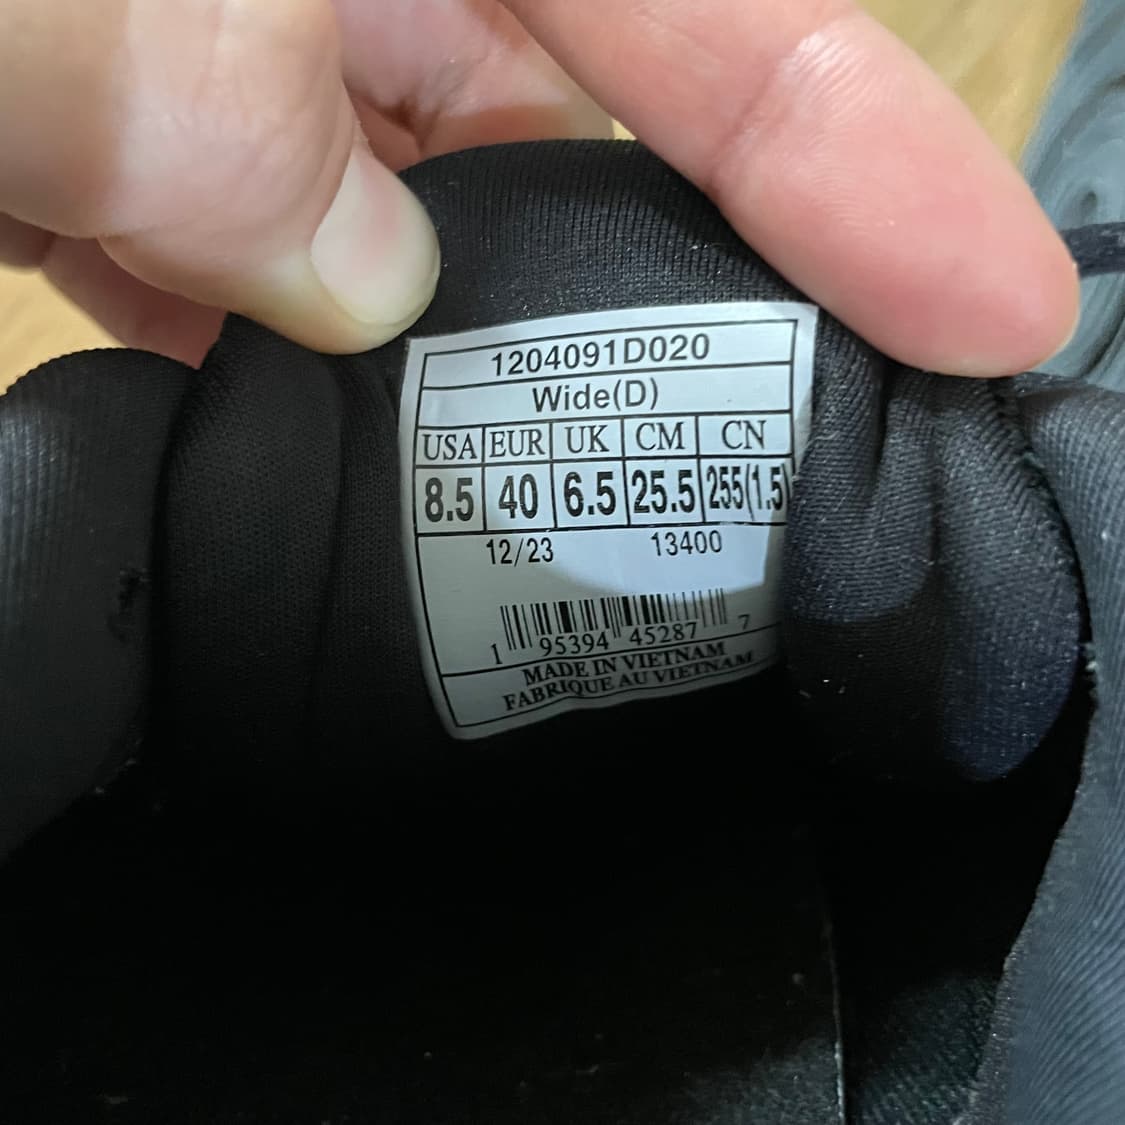 1204091D020
Wide(D)
USA EUR UK CM CN
8.5 40 6.5 25.5 255(1.5)
12/23 13400
1 95394 45287 7
MADE IN VIETNAM
FABRIQUE AU VIETNAM